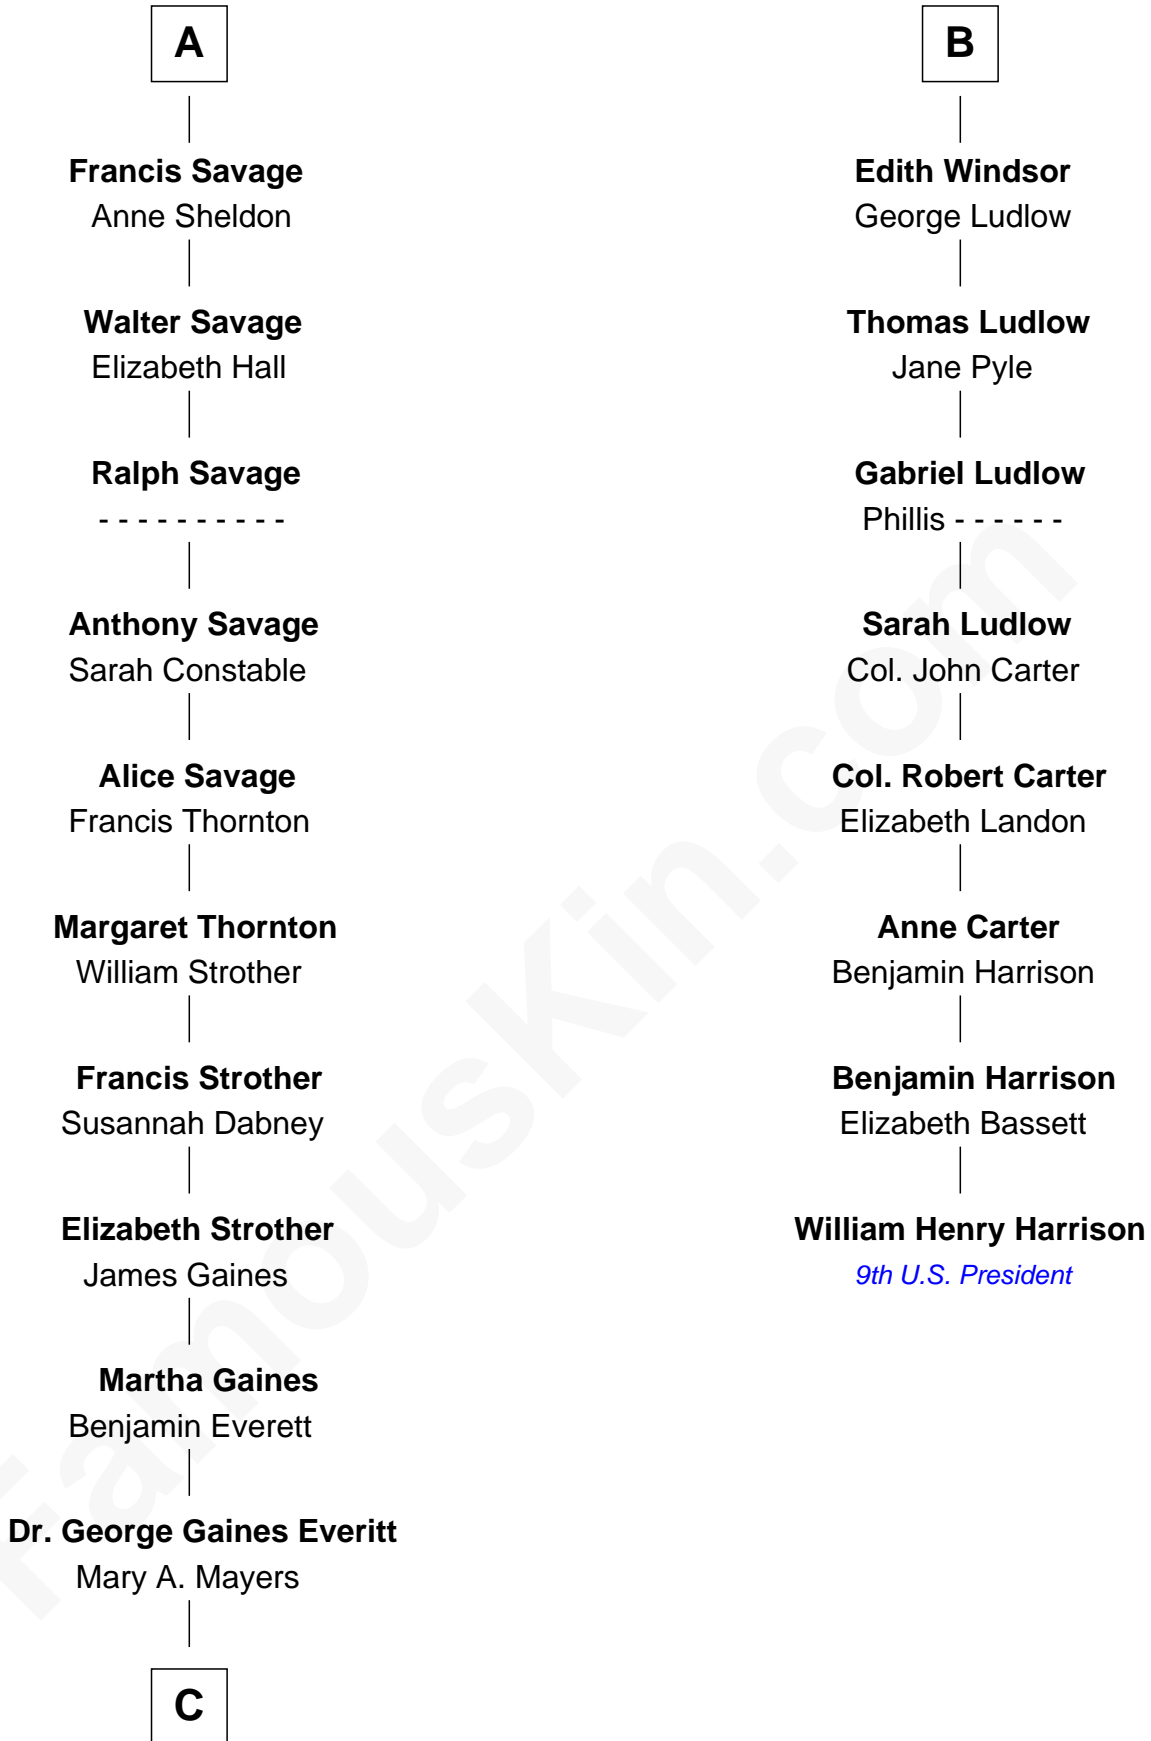 A
Francis Savage
Anne Sheldon
Walter Savage
Elizabeth Hall
Ralph Savage
- - - - - - - - - -
Anthony Savage
Sarah Constable
Alice Savage
Francis Thornton
Margaret Thornton
William Strother
Francis Strother
Susannah Dabney
Elizabeth Strother
James Gaines
Martha Gaines
Benjamin Everett
Dr. George Gaines Everitt
Mary A. Mayers
C
B
Edith Windsor
George Ludlow
Thomas Ludlow
Jane Pyle
Gabriel Ludlow
Phillis - - - - - -
Sarah Ludlow
Col. John Carter
Col. Robert Carter
Elizabeth Landon
Anne Carter
Benjamin Harrison
Benjamin Harrison
Elizabeth Bassett
William Henry Harrison
9th U.S. President
FamousKin.com